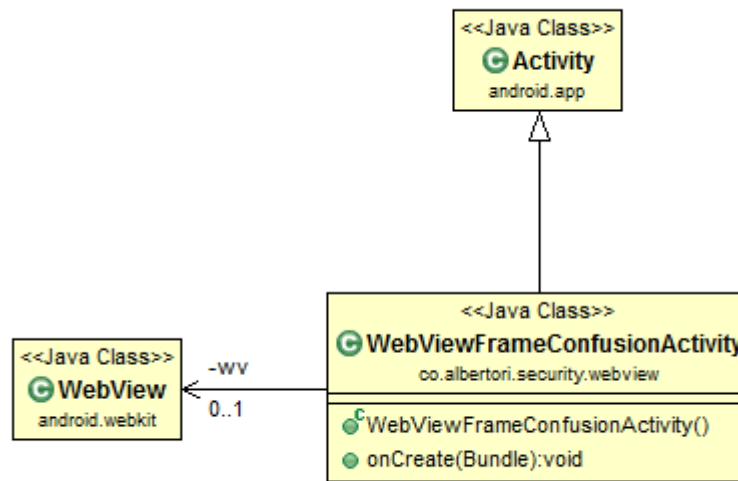 <<Java Class>>
Activity
android.app
<<Java Class>>
WebViewFrameConfusionActivity
co.albertori.security.webview
WebViewFrameConfusionActivity()
onCreate(Bundle):void
-wv
0..1
<<Java Class>>
WebView
android.webkit